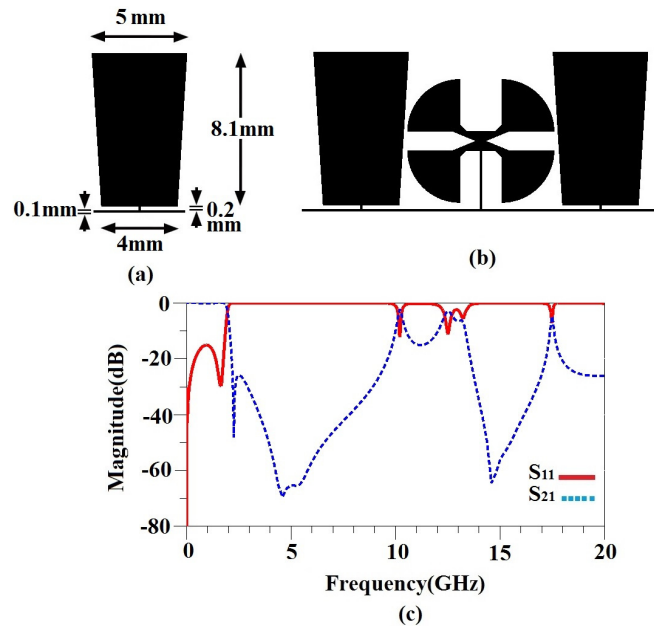 5 mm
8.1mm
0.1mm
0.2
mm
4mm
(a)
(b)
0
-20
-40
-60
-80
Magnitude(dB)
S11
S21
0 5 10 15 20
Frequency(GHz)
(c)